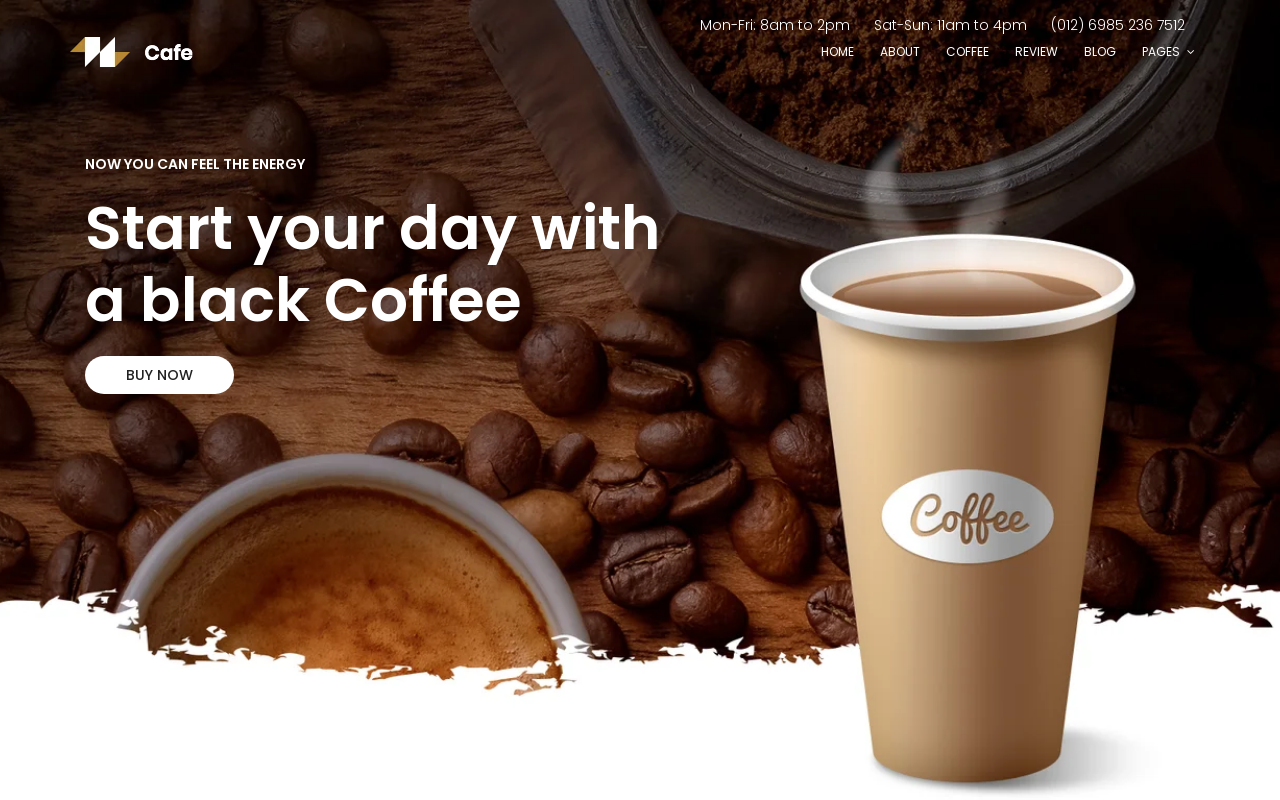 Mon-Fri: 8am to 2pm Sat-Sun: 11am to 4pm (012) 6985 236 7512
Cafe
HOME ABOUT COFFEE REVIEW BLOG PAGES
NOW YOU CAN FEEL THE ENERGY
Start your day with
a black Coffee
BUY NOW
Coffee